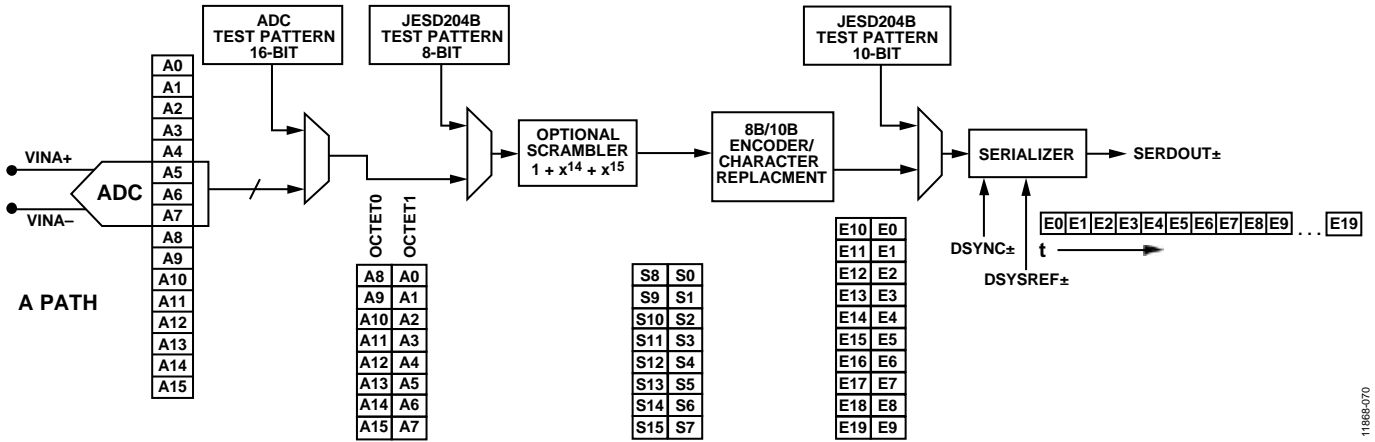 ADC
TEST PATTERN
16-BIT
JESD204B
TEST PATTERN
8-BIT
JESD204B
TEST PATTERN
10-BIT
VINA+
VINA–
ADC
A PATH
A0
A1
A2
A3
A4
A5
A6
A7
A8
A9
A10
A11
A12
A13
A14
A15
OCTET0
OCTET1
A8 A0
A9 A1
A10 A2
A11 A3
A12 A4
A13 A5
A14 A6
A15 A7
OPTIONAL
SCRAMBLER
1 + x14 + x15
S8 S0
S9 S1
S10 S2
S11 S3
S12 S4
S13 S5
S14 S6
S15 S7
8B/10B
ENCODER/
CHARACTER
REPLACMENT
E10 E0
E11 E1
E12 E2
E13 E3
E14 E4
E15 E5
E16 E6
E17 E7
E18 E8
E19 E9
SERIALIZER
SERDOUT±
DSYNC±
DSYSREF±
E0 E1 E2 E3 E4 E5 E6 E7 E8 E9 . . . E19
t
11868-070